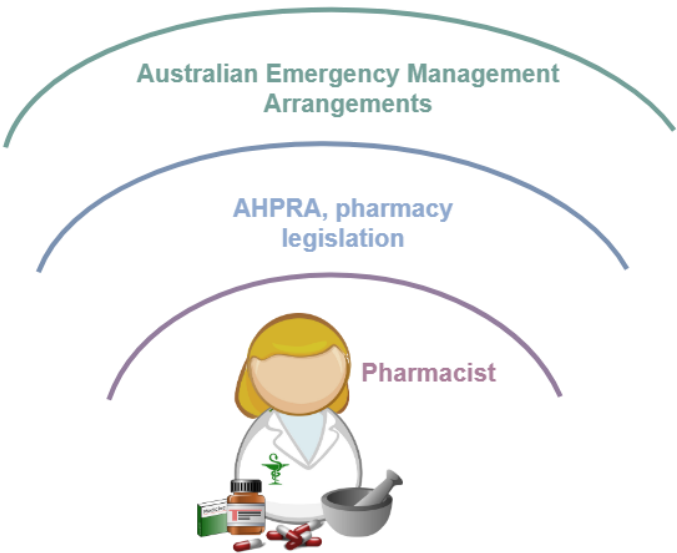 Australian Emergency Management
Arrangements
AHPRA, pharmacy
legislation
Pharmacist